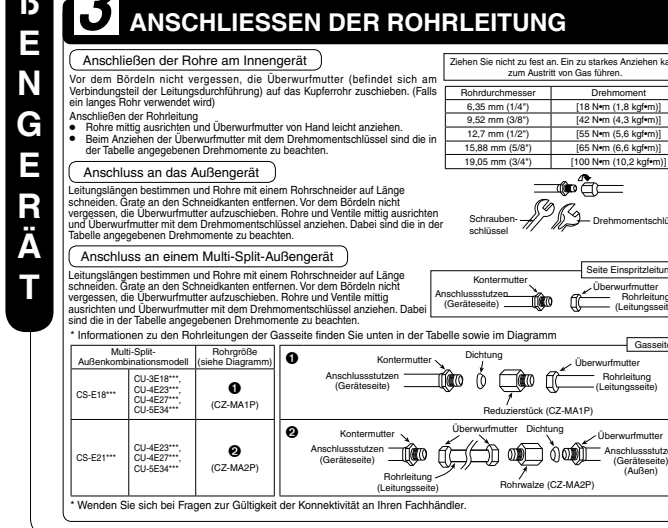 ß
E
N
G
E
R
Ä
T
3 ANSCHLIESSEN DER ROHRLEITUNG
Anschließen der Rohre am Innengerät
Vor dem Bördeln nicht vergessen, die Überwurfmutter (befindet sich am
Verbindungsteil der Leitungsdurchführung) auf das Kupferrohr zuschieben. (Falls
ein langes Rohr verwendet wird)
Anschließen der Rohrleitung
● Rohre mittig ausrichten und Überwurfmutter von Hand leicht anziehen.
● Beim Anziehen der Überwurfmutter mit dem Drehmomentschlüssel sind die in
der Tabelle angegebenen Drehmomente zu beachten.
Ziehen Sie nicht zu fest an. Ein zu starkes Anziehen
zum Austritt von Gas führen.
Rohrdurchmesser Drehmoment
6,35 mm (1/4") [18 N•m (1,8 kgf•m)]
9,52 mm (3/8") [42 N•m (4,3 kgf•m)]
12,7 mm (1/2") [55 N•m (5,6 kgf•m)]
15,88 mm (5/8") [65 N•m (6,6 kgf•m)]
19,05 mm (3/4") [100 N•m (10,2 kgf•m)]
Anschluss an das Außengerät
Leitungslängen bestimmen und Rohre mit einem Rohrschneider auf Länge
schneiden. Grate an den Schneidkanten entfernen. Vor dem Bördeln nicht
vergessen, die Überwurfmutter aufzuschieben. Rohre und Ventile mittig ausrichten
und Überwurfmutter mit dem Drehmomentschlüssel anziehen. Dabei sind die in der
Tabelle angegebenen Drehmomente zu beachten.
Schrauben-
schlüssel
Drehmomentschlü
Anschluss an einem Multi-Split-Außengerät
Leitungslängen bestimmen und Rohre mit einem Rohrschneider auf Länge
schneiden. Grate an den Schneidkanten entfernen. Vor dem Bördeln nicht
vergessen, die Überwurfmutter aufzuschieben. Rohre und Ventile mittig
ausrichten und Überwurfmutter mit dem Drehmomentschlüssel anziehen. Dabei
sind die in der Tabelle angegebenen Drehmomente zu beachten.
Seite Einspritzleitun
Kontermutter
Anschlussstutzen
(Geräteseite)
Überwurfmutter
Rohrleitung
(Leitungsseit
* Informationen zu den Rohrleitungen der Gasseite finden Sie unten in der Tabelle sowie im Diagramm
Multi-Split-
Außenkombinationsmodell
Rohrgröße
(siehe Diagramm)
CS-E18***
CU-3E18***,
CU-4E23***,
CU-4E27***,
CU-5E34***
❶
(CZ-MA1P)
CS-E21***
CU-4E23***,
CU-4E27***,
CU-5E34***
❷
(CZ-MA2P)
Gasseite
❶
Kontermutter
Dichtung
Überwurfmutter
Anschlussstutzen
(Geräteseite)
Rohrleitung
(Leitungsseite)
Reduzierstück (CZ-MA1P)
❷
Kontermutter
Überwurfmutter
Dichtung
Überwurfmutter
Anschlussstutzen
(Geräteseite)
Anschlussstutze
(Geräteseite)
(Außen)
Rohrleitung
(Leitungsseite)
Rohrwalze (CZ-MA2P)
* Wenden Sie sich bei Fragen zur Gültigkeit der Konnektivität an Ihren Fachhändler.